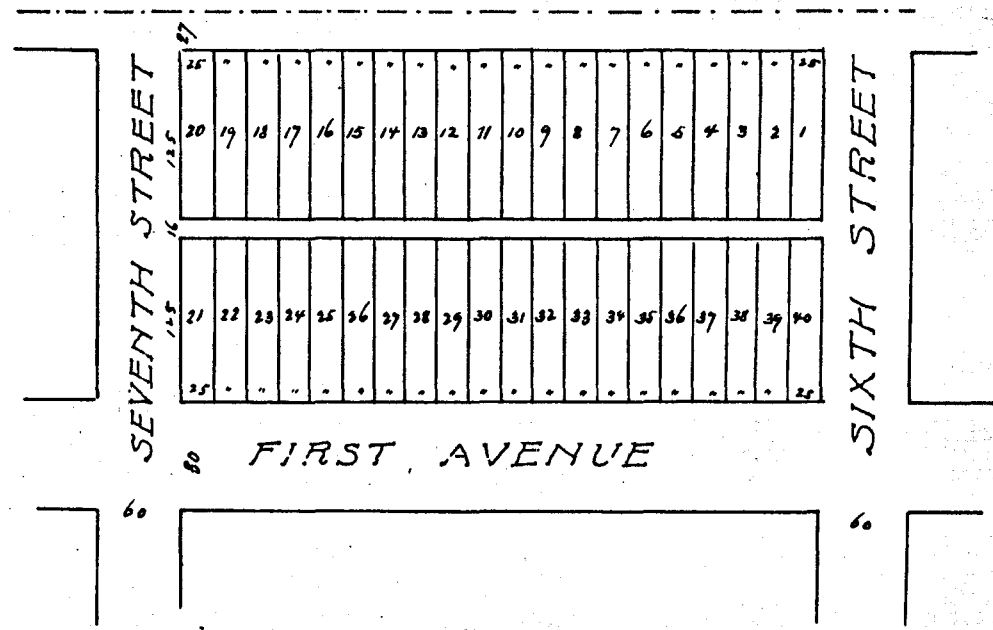 27
25 " " " " " " " " " " " " " " " " " " 25
20 19 18 17 16 15 14 13 12 11 10 9 8 7 6 5 4 3 2 1
125
16
21 22 23 24 25 26 27 28 29 30 31 32 33 34 35 36 37 38 39 40
125
25 " " " " " " " " " " " " " " " " " " 25
SEVENTH STREET
SIXTH STREET
80
FIRST AVENUE
60
60